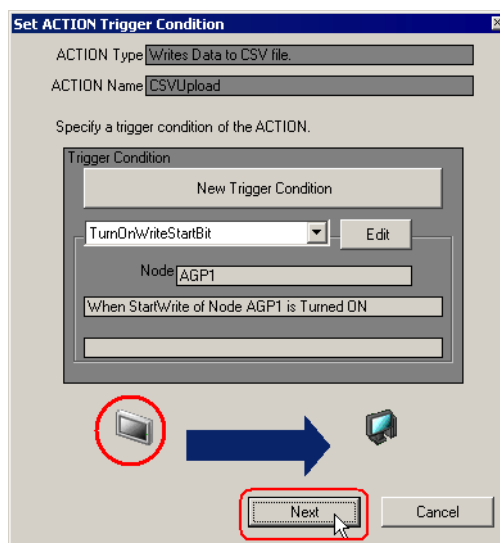 Set ACTION Trigger Condition
ACTION Type Writes Data to CSV file.
ACTION Name CSVUpload
Specify a trigger condition of the ACTION.
Trigger Condition
New Trigger Condition
TurnOnWriteStartBit Edit
Node AGP1
When StartWrite of Node AGP1 is Turned ON
Next Cancel